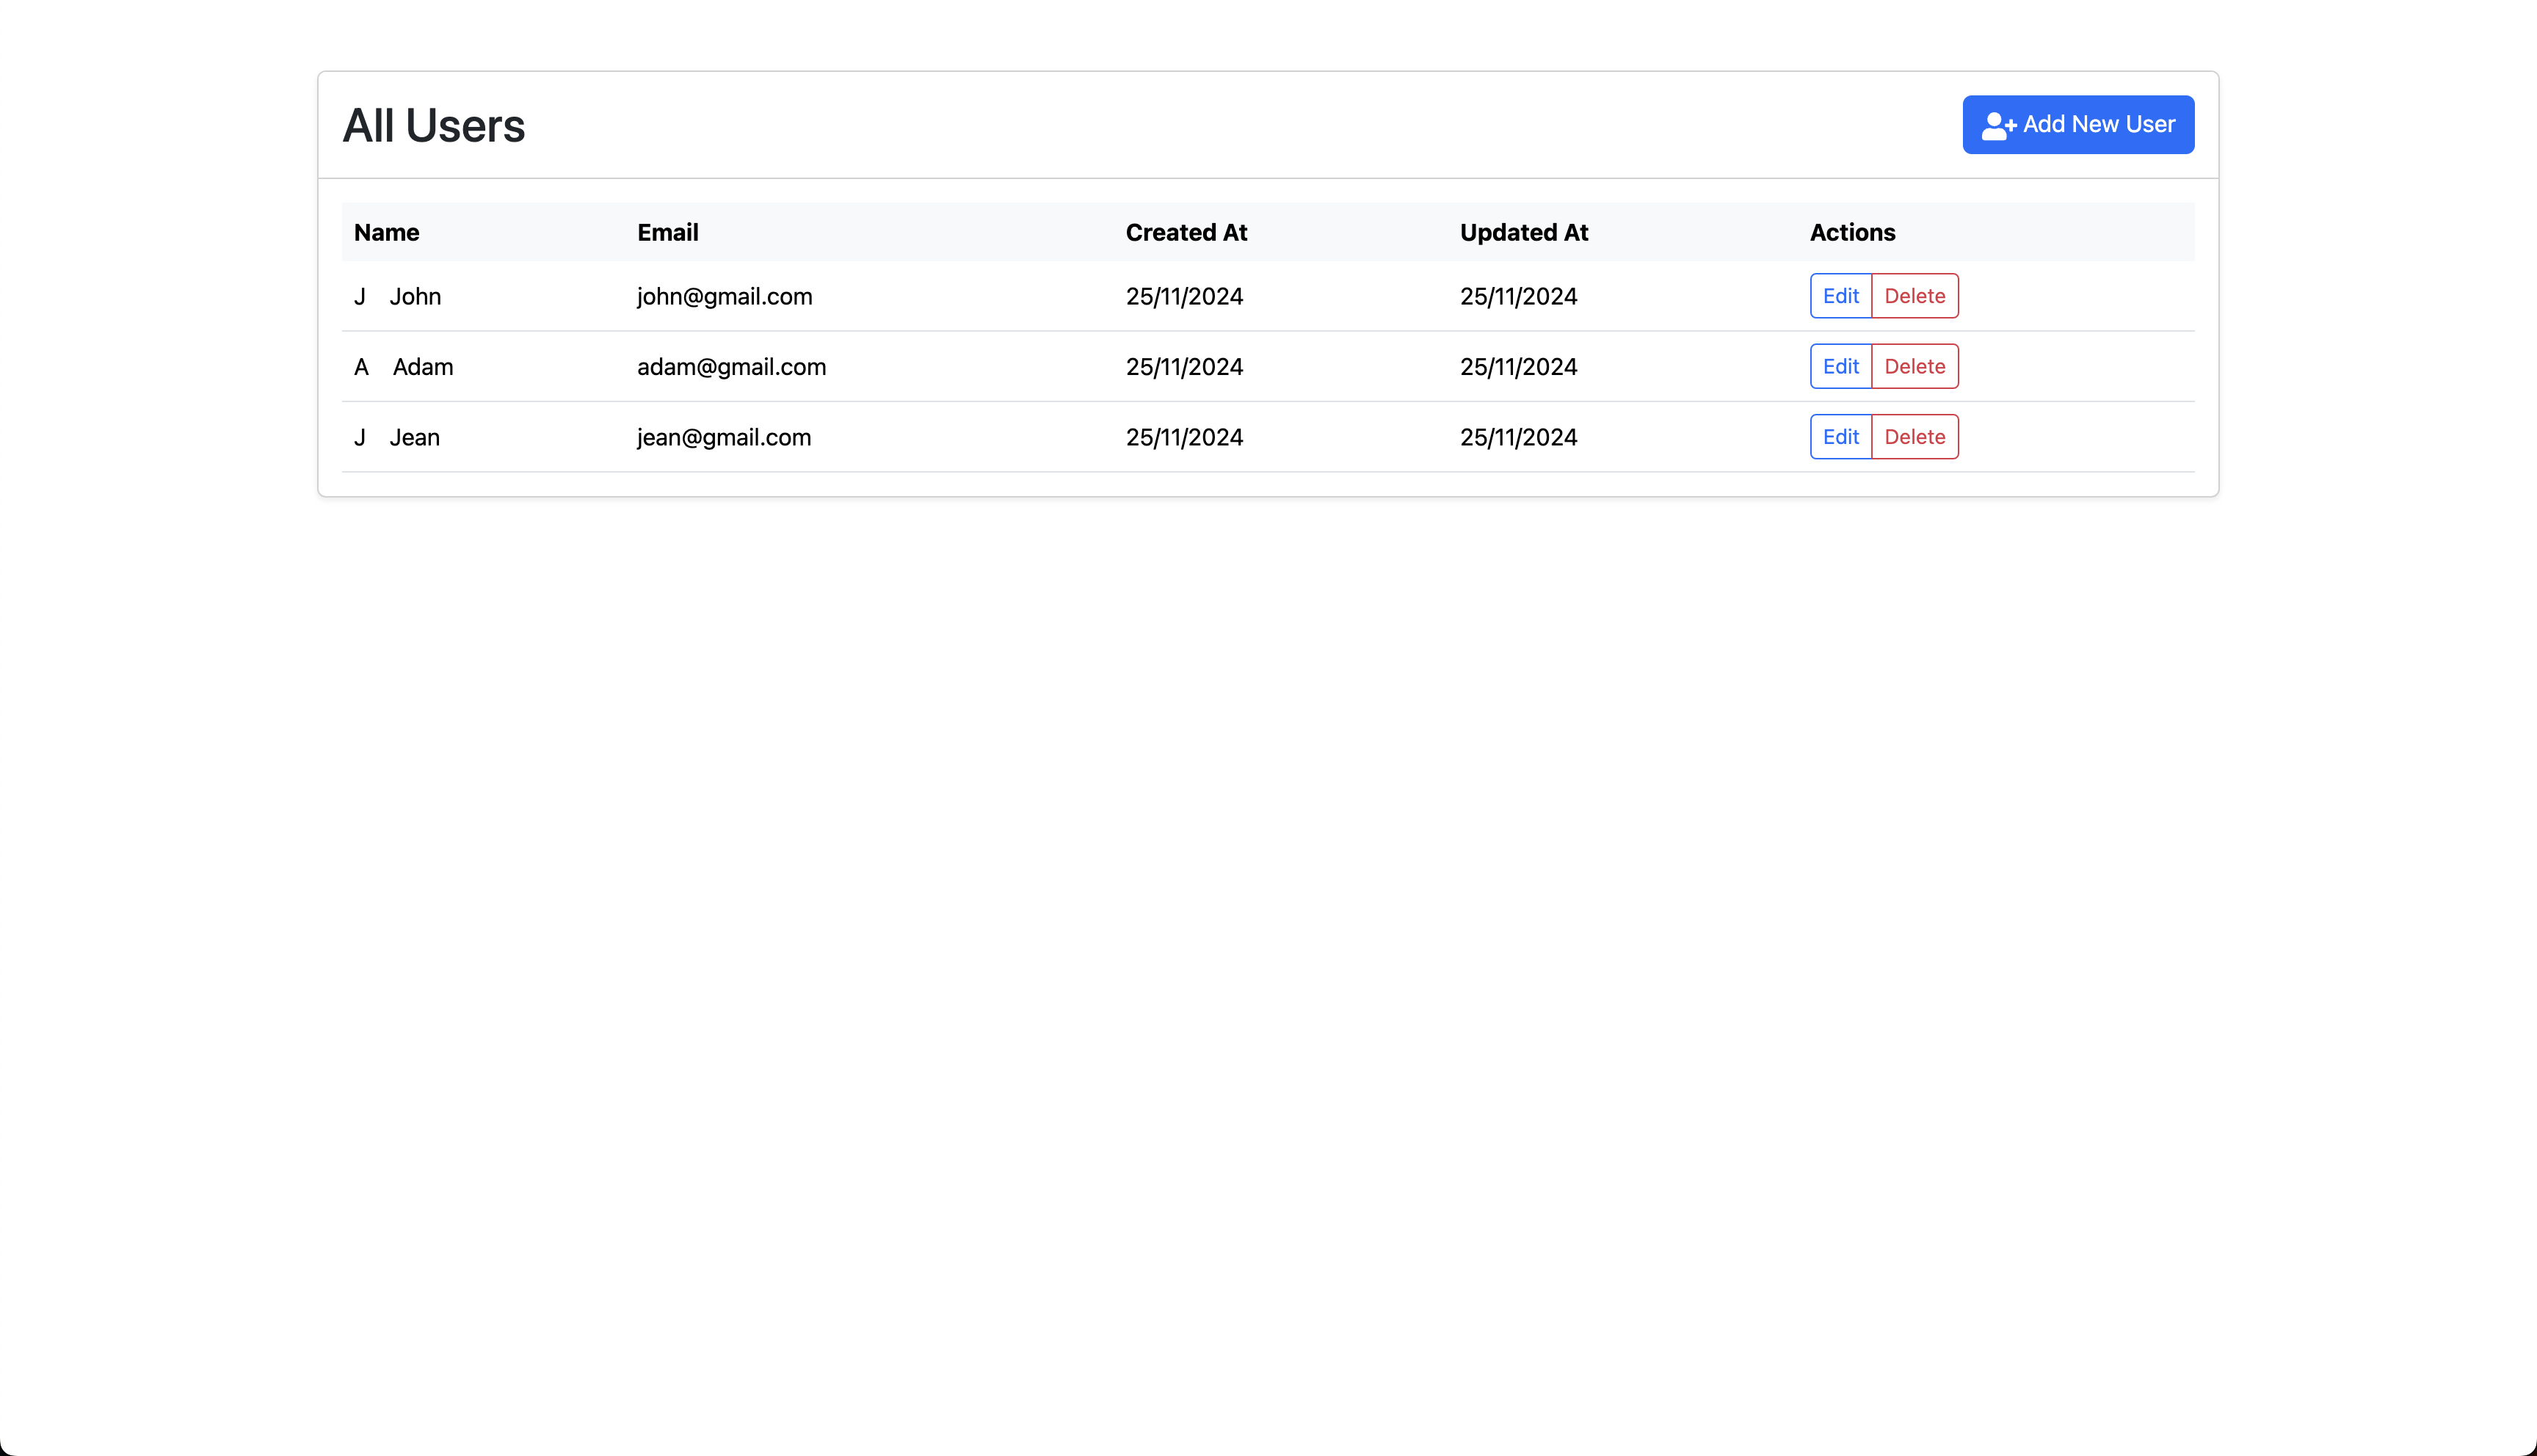 All Users
Add New User
Name Email Created At Updated At Actions
J John john@gmail.com 25/11/2024 25/11/2024 Edit Delete
A Adam adam@gmail.com 25/11/2024 25/11/2024 Edit Delete
J Jean jean@gmail.com 25/11/2024 25/11/2024 Edit Delete